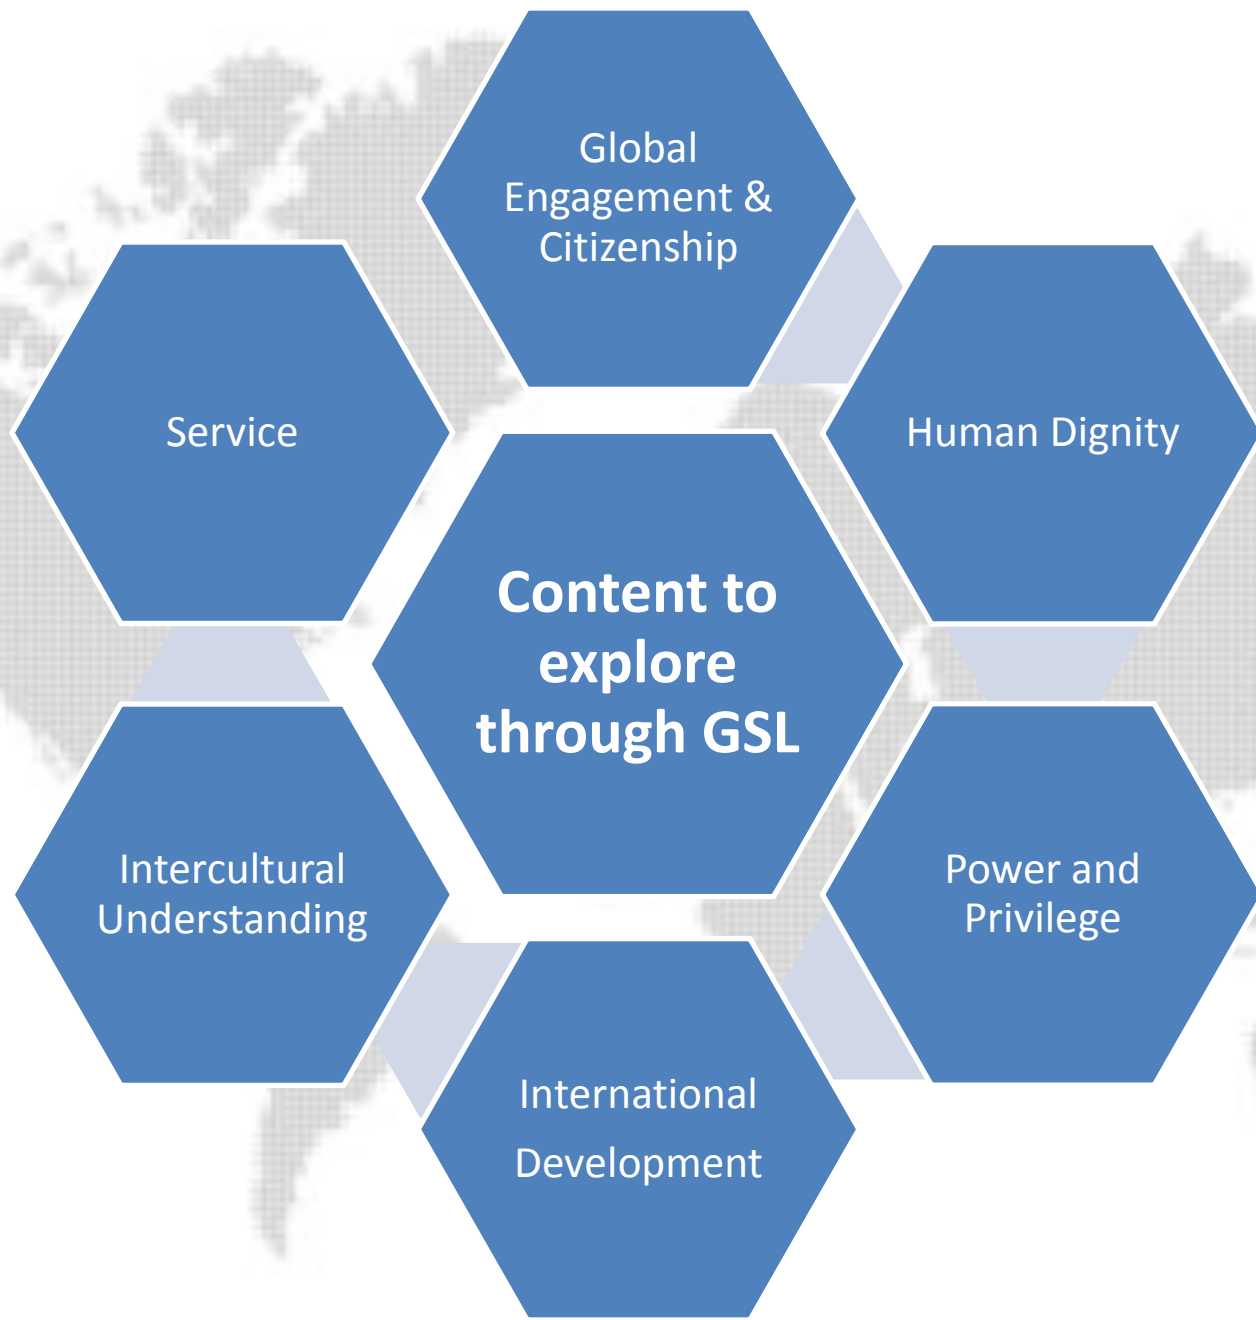 Global
Engagement &
Citizenship
Service
Human Dignity
Content to
explore
through GSL
Intercultural
Understanding
Power and
Privilege
International
Development